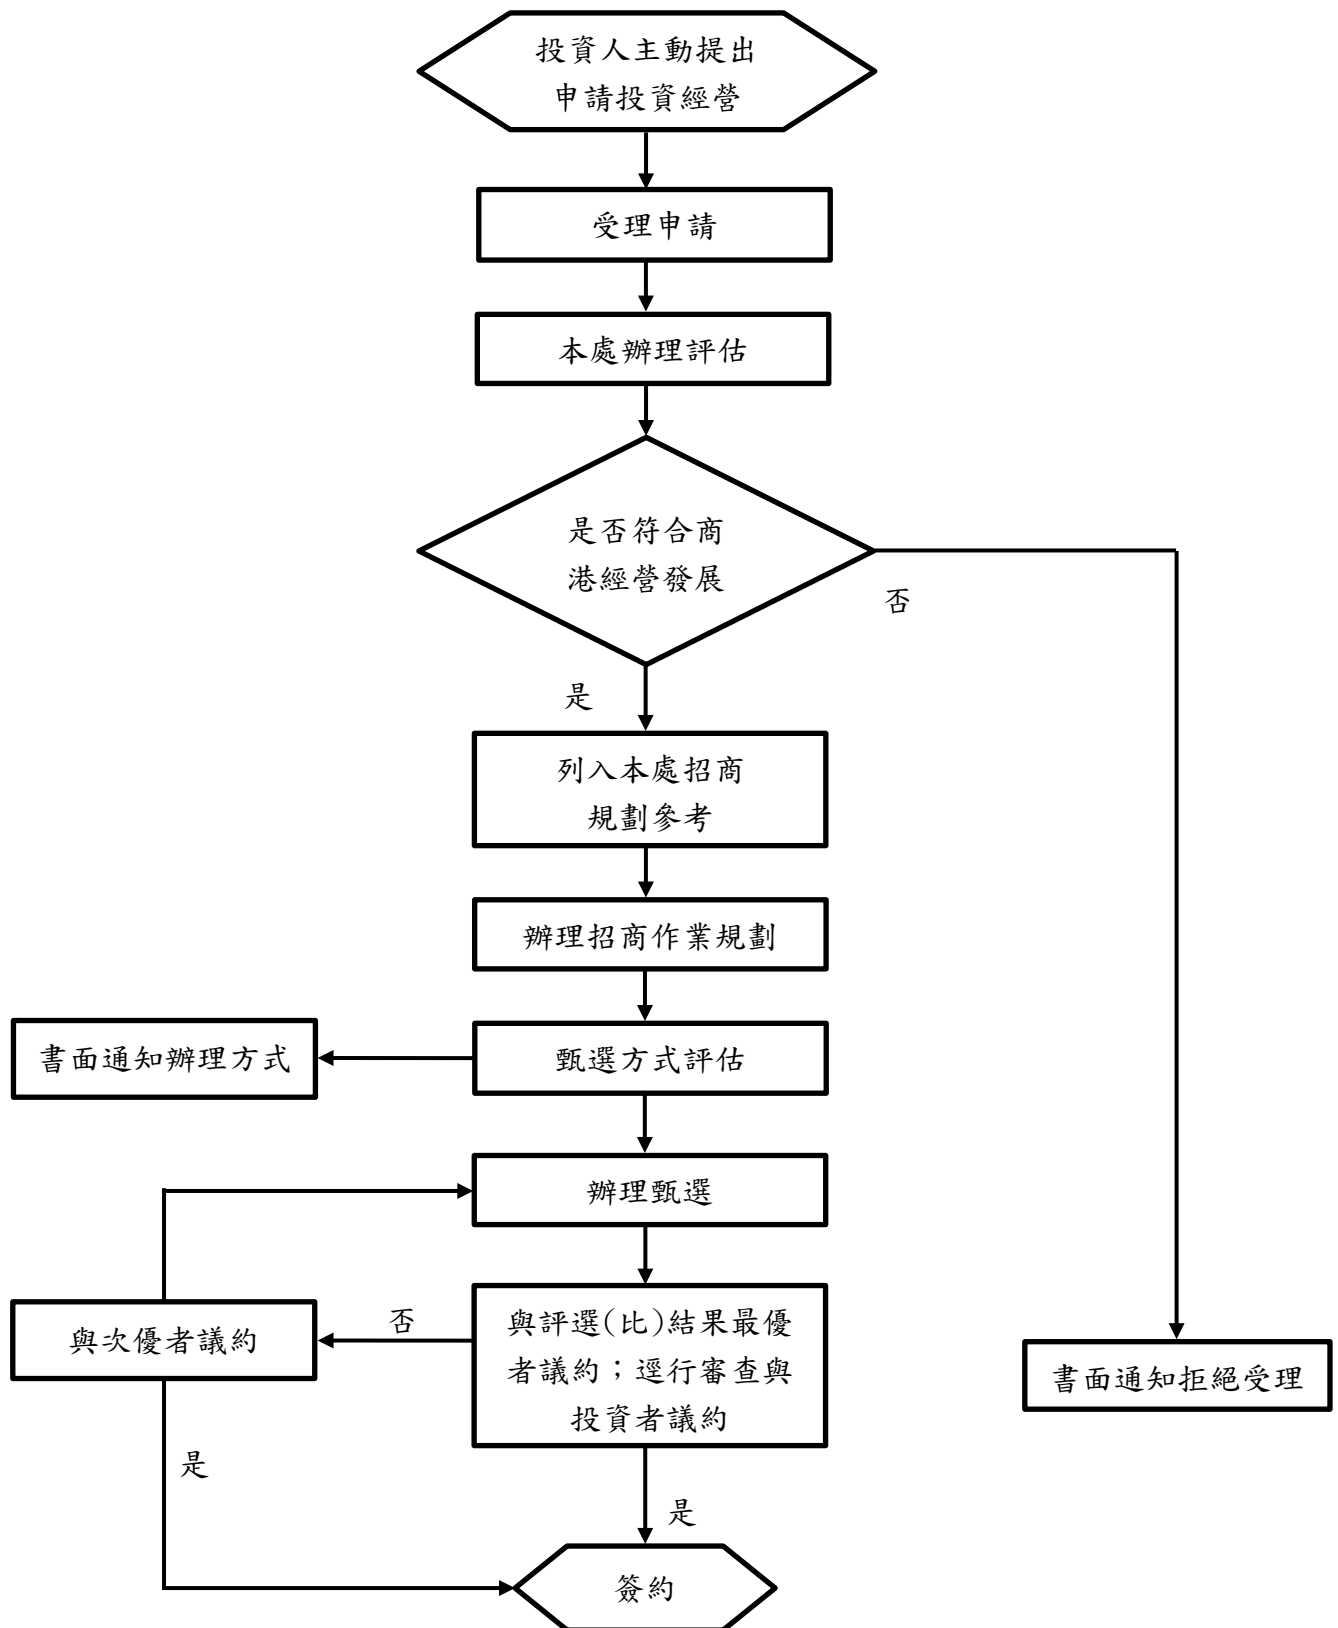 投資人主動提出
申請投資經營
受理申請
本處辦理評估
是否符合商
港經營發展
否
是
列入本處招商
規劃參考
辦理招商作業規劃
書面通知辦理方式
甄選方式評估
辦理甄選
與次優者議約
否
與評選(比)結果最優
者議約；逕行審查與
投資者議約
書面通知拒絕受理
是
是
簽約